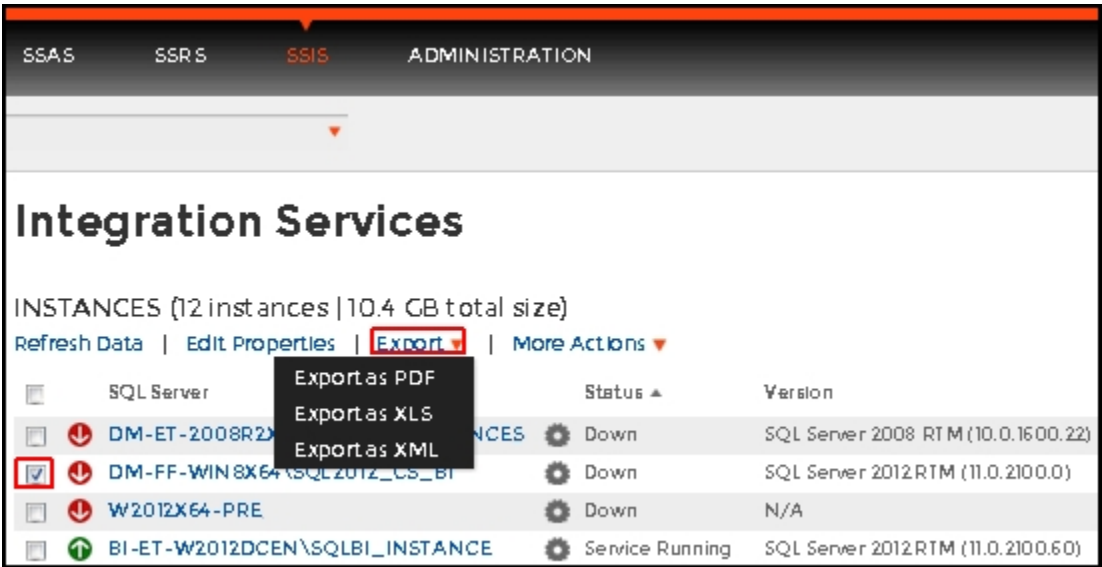 SSAS SSRS SSIS ADMINISTRATION
Integration Services
INSTANCES (12 instances | 10.4 GB total size)
Refresh Data | Edit Properties | Export | More Actions
Export as PDF
Export as XLS
Export as XML
SQL Server Status Version
DM-ET-2008R2X NCES Down SQL Server 2008 RTM (10.0.1600.22)
DM-FF-WIN8X64\SQL2012_CS_BI Down SQL Server 2012 RTM (11.0.2100.0)
W2012X64-PRE Down N/A
BI-ET-W2012DCEN\SQLBI_INSTANCE Service Running SQL Server 2012 RTM (11.0.2100.60)